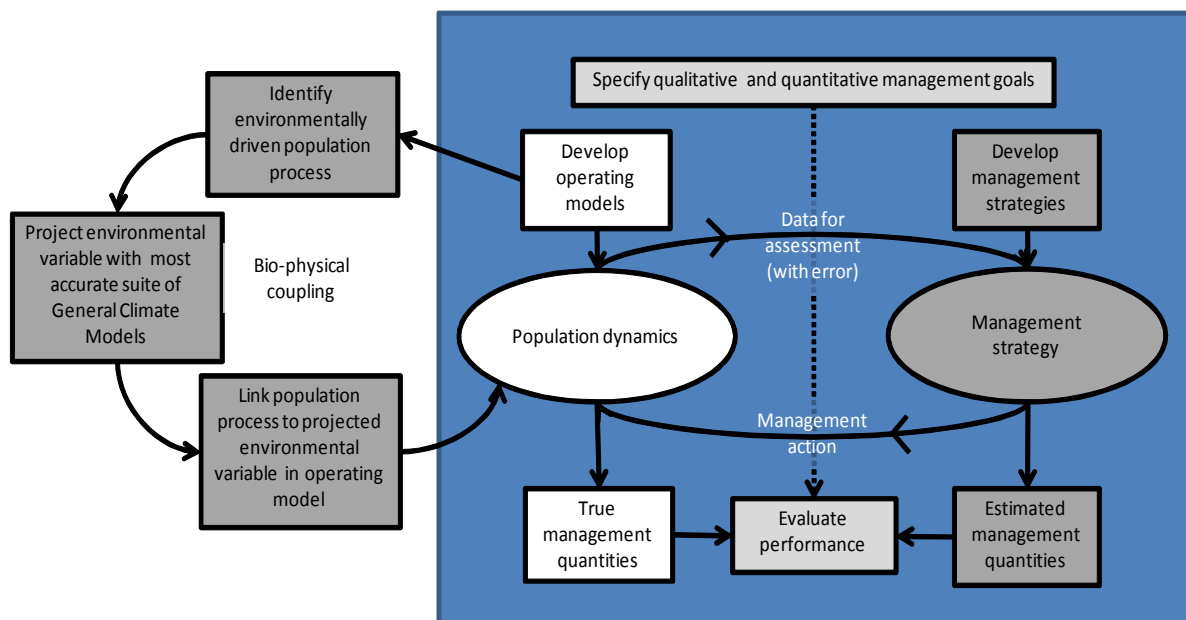 Specify qualitative and quantitative management goals
Identify
environmentally
driven population
process
Develop
operating
models
Develop
management
strategies
Project environmental
variable with most
accurate suite of
General Climate
Models
Bio-physical
coupling
Data for
assessment
(with error)
Population dynamics
Management
strategy
Link population
process to projected
environmental
variable in operating
model
Management
action
True
management
quantities
Evaluate
performance
Estimated
management
quantities